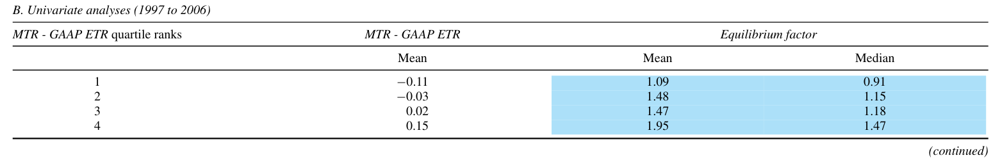 B. Univariate analyses (1997 to 2006)
MTR - GAAP ETR quartile ranks MTR - GAAP ETR Equilibrium factor
Mean Mean Median
1 −0.11 1.09 0.91
2 −0.03 1.48 1.15
3 0.02 1.47 1.18
4 0.15 1.95 1.47
(continued)